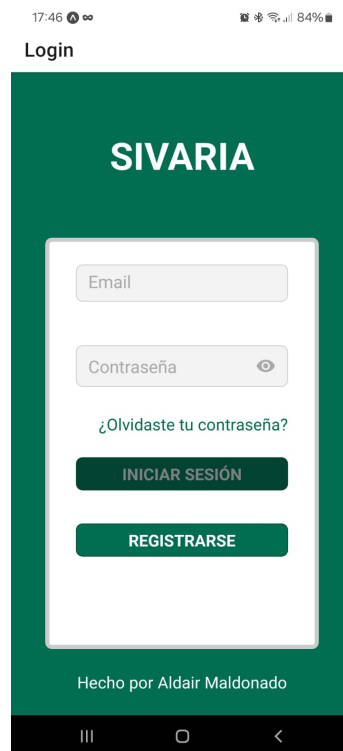 17:46 84%
Login
SIVARIA
Email
Contraseña
¿Olvidaste tu contraseña?
INICIAR SESIÓN
REGISTRARSE
Hecho por Aldair Maldonado